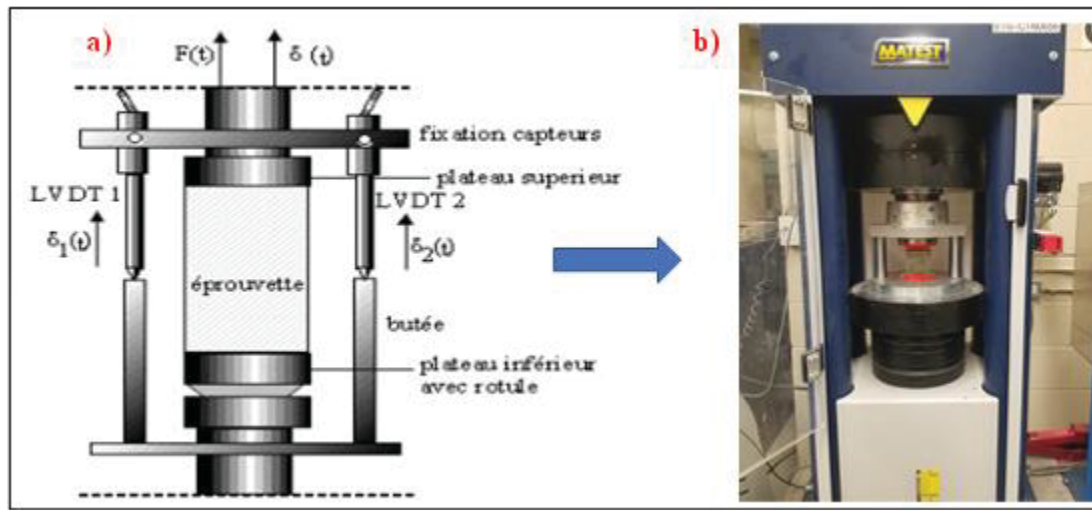 a)
F(t)
δ (t)
fixation capteurs
plateau superieur
LVDT 1
LVDT 2
δ1(t)
δ2(t)
éprouvette
butée
plateau inférieur
avec rotule
b)
MATEST